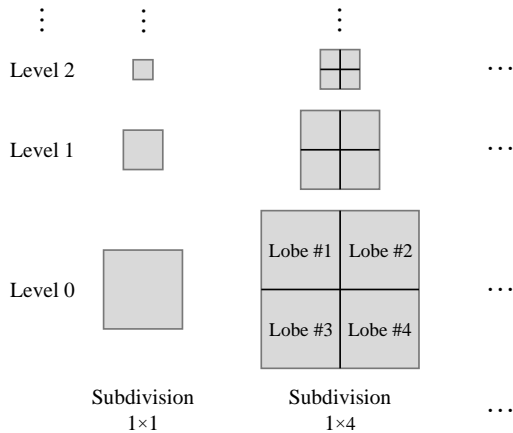 ⋮ ⋮ ⋮
Level 2 ⋯
Level 1 ⋯
Lobe #1 Lobe #2
Level 0 ⋯
Lobe #3 Lobe #4
Subdivision Subdivision
1×1 1×4 ⋯